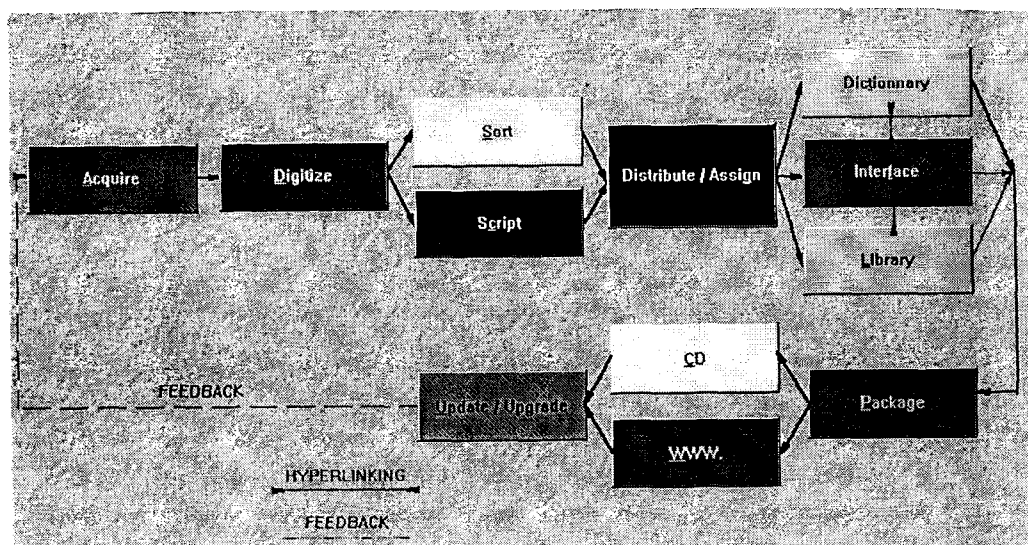 Dictionnary
Sort
Acquire
Digitize
Distribute / Assign
Interface
Script
Library
CD
FEEDBACK
Update / Upgrade
Package
WWW.
HYPERLINKING
FEEDBACK